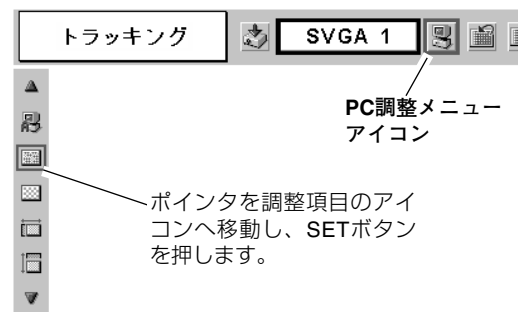 トラッキング
SVGA 1
PC調整メニュー
アイコン
ポインタを調整項目のアイ
コンへ移動し、SETボタン
を押します。